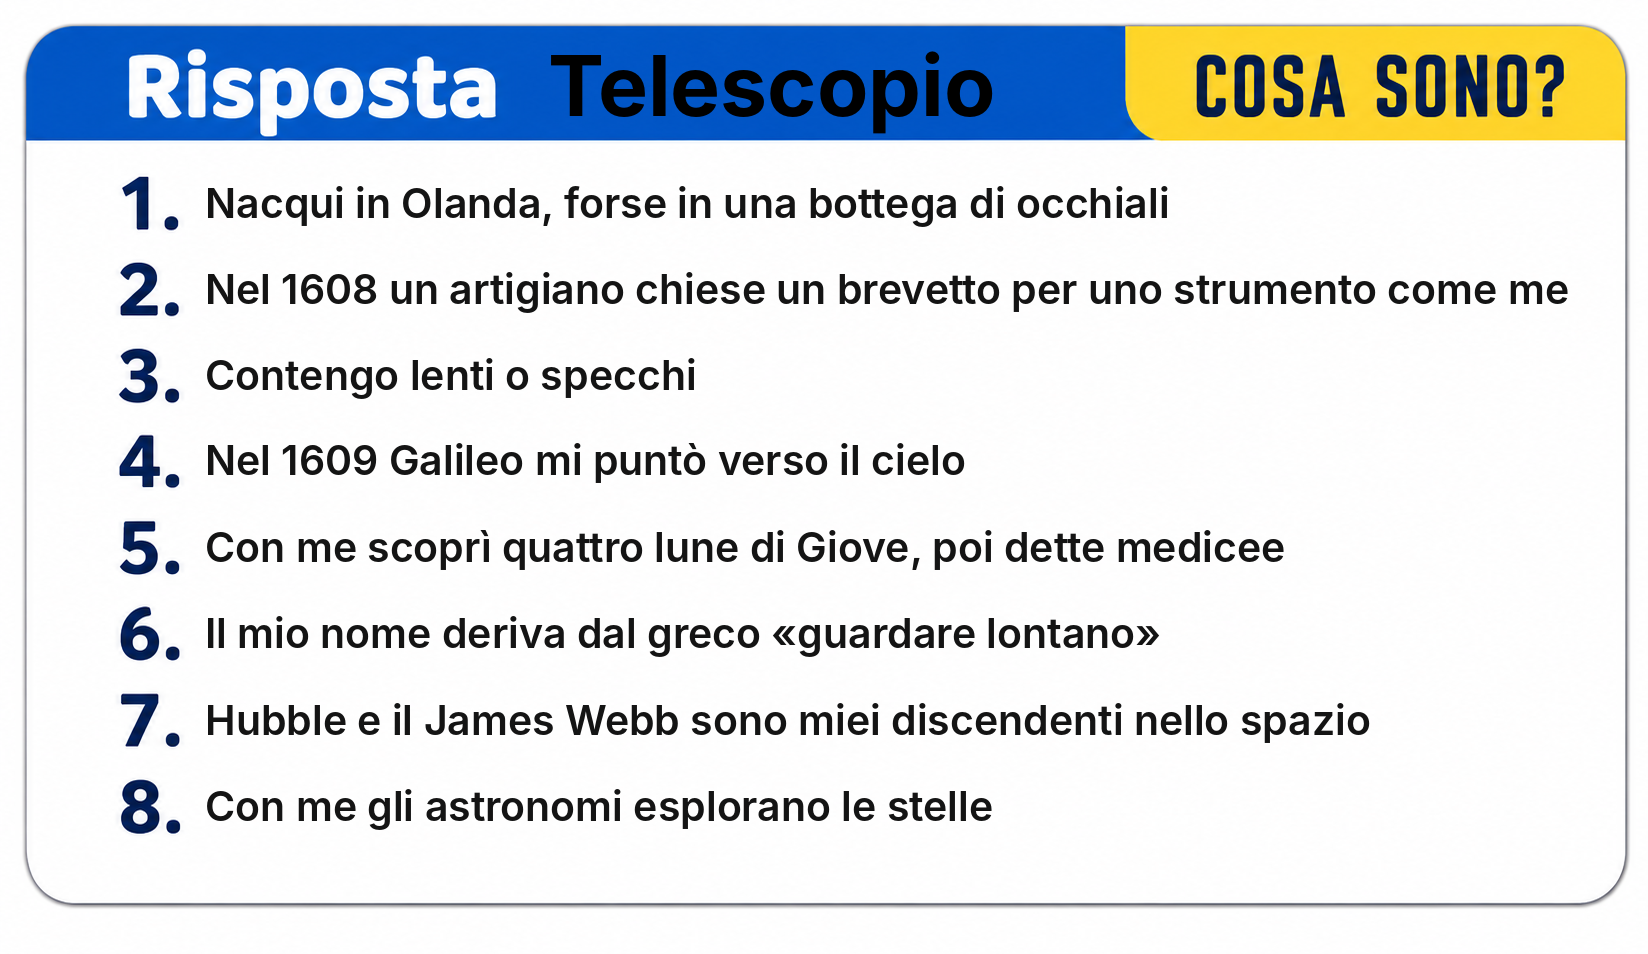 Risposta Telescopio COSA SONO?
1. Nacqui in Olanda, forse in una bottega di occhiali
2. Nel 1608 un artigiano chiese un brevetto per uno strumento come me
3. Contengo lenti o specchi
4. Nel 1609 Galileo mi puntò verso il cielo
5. Con me scoprì quattro lune di Giove, poi dette medicee
6. Il mio nome deriva dal greco «guardare lontano»
7. Hubble e il James Webb sono miei discendenti nello spazio
8. Con me gli astronomi esplorano le stelle